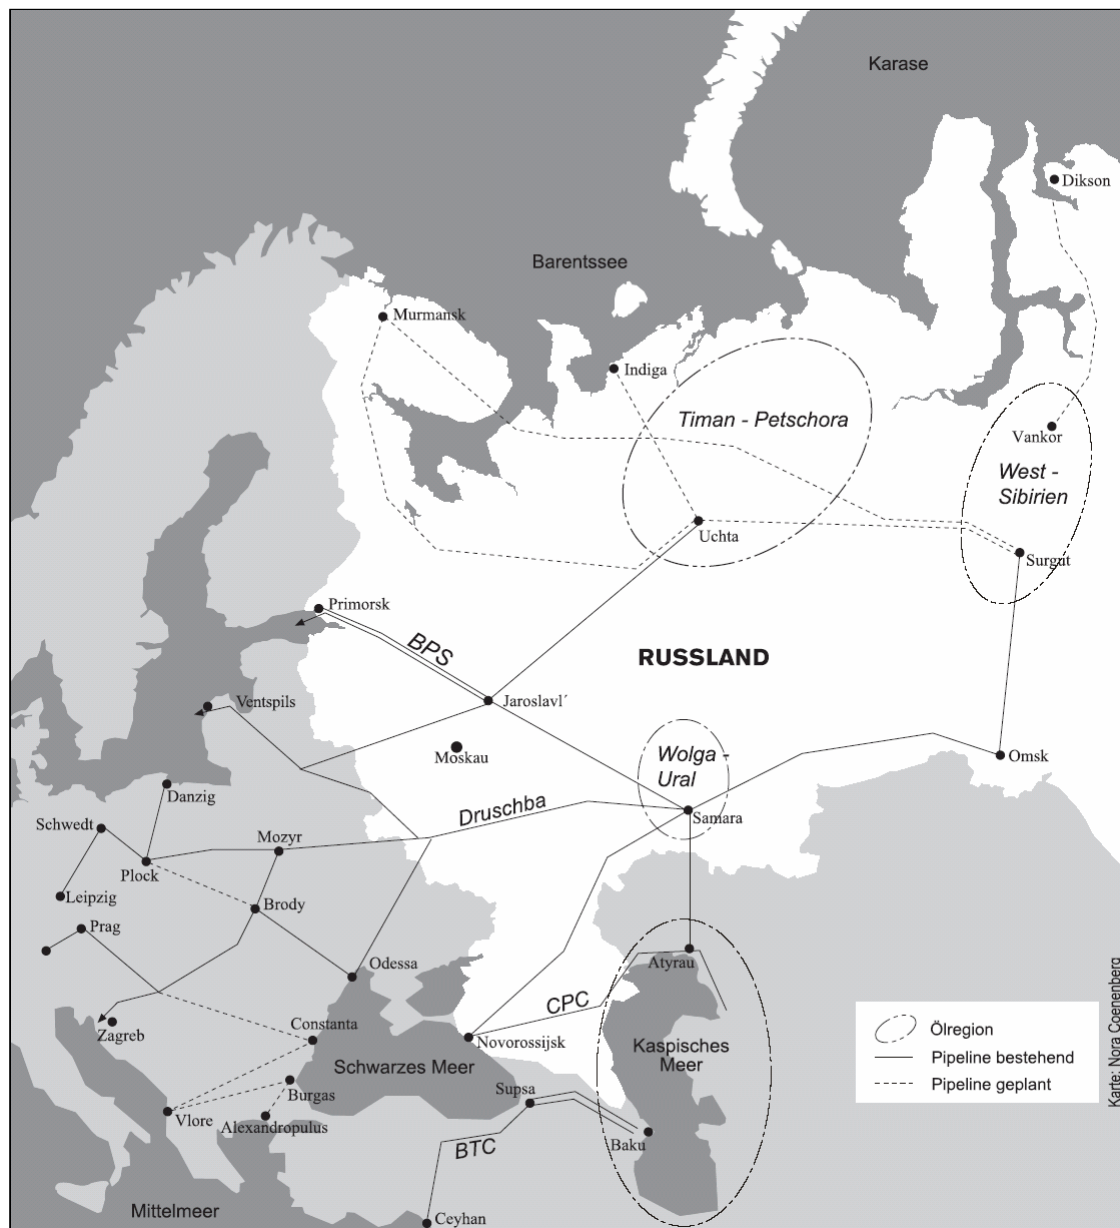 Karase
Dikson
Barentssee
Murmansk
Indiga
Timan - Petschora
Vankor
West -
Sibirien
Uchta
Surgut
Primorsk
BPS
RUSSLAND
Ventspils
Jaroslavl´
Moskau
Wolga -
Ural
Omsk
Danzig
Druschba
Samara
Schwedt
Mozyr
Plock
Leipzig
Brody
Prag
Odessa
Atyrau
CPC
Zagreb
Constanta
Novorossijsk
Kaspisches
Meer
Schwarzes Meer
Burgas
Supsa
Vlore
Alexandropulus
Baku
BTC
Mittelmeer
Ceyhan
Ölregion
Pipeline bestehend
Pipeline geplant
Karte: Nora Coenenberg